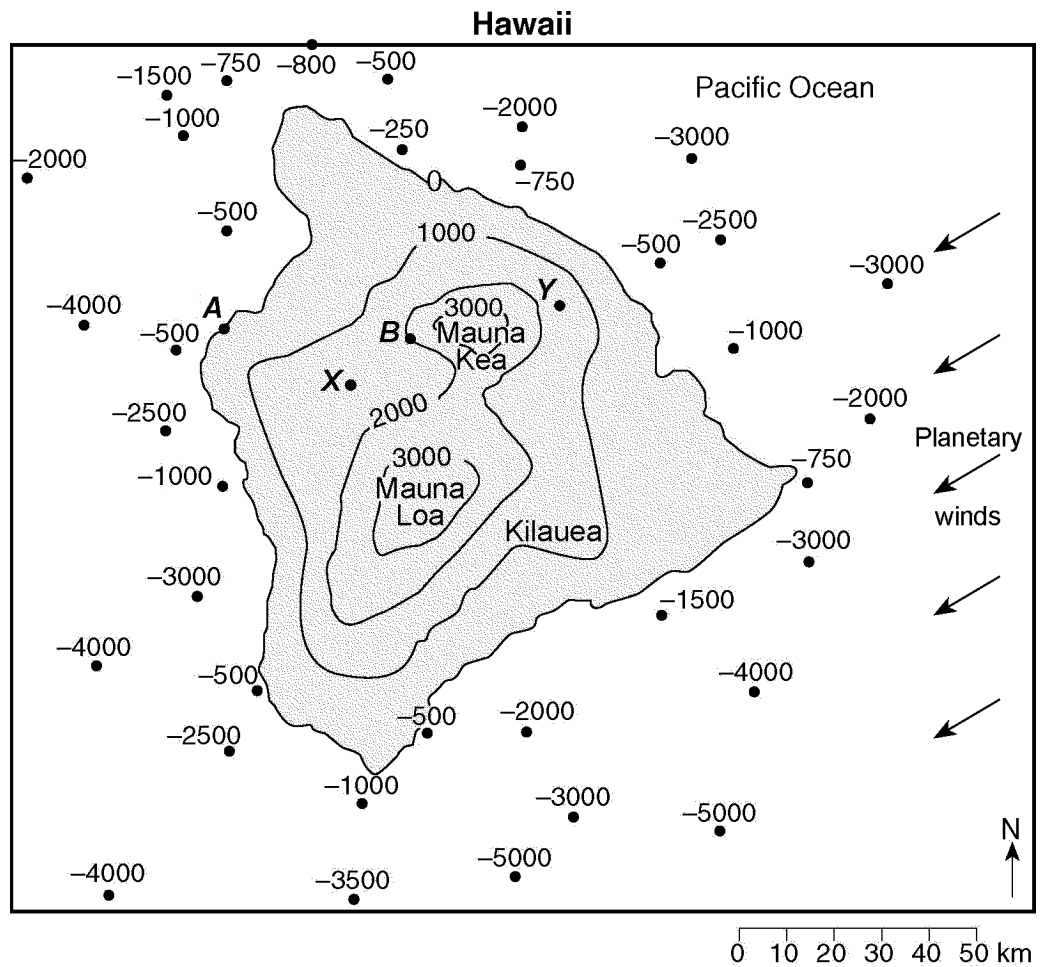 Hawaii
–750
–800
–500
–1500
Pacific Ocean
–1000
–2000
–250
–3000
–2000
0
–750
–500
–2500
1000
–500
–3000
Y
–4000
A
3000
–500
B
Mauna
–1000
Kea
X
–2000
–2500
2000
Planetary
3000
–750
–1000
Mauna
Loa
winds
Kilauea
–3000
–3000
–1500
–4000
–500
–4000
–500
–2000
–2500
–1000
–3000
–5000
N
–5000
–4000
–3500
0 10 20 30 40 50 km